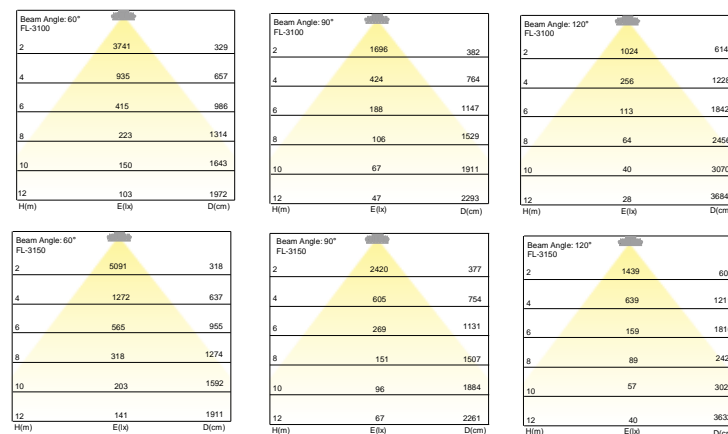 Beam Angle: 60°
FL-3100
2 3741 329
4 935 657
6 415 986
8 223 1314
10 150 1643
12 103 1972
H(m) E(lx) D(cm)
Beam Angle: 90°
FL-3100
2 1696 382
4 424 764
6 188 1147
8 106 1529
10 67 1911
12 47 2293
H(m) E(lx) D(cm)
Beam Angle: 120°
FL-3100
2 1024 614
4 256 1228
6 113 1842
8 64 2456
10 40 3070
12 28 3684
H(m) E(lx) D(cm)
Beam Angle: 60°
FL-3150
2 5091 318
4 1272 637
6 565 955
8 318 1274
10 203 1592
12 141 1911
H(m) E(lx) D(cm)
Beam Angle: 90°
FL-3150
2 2420 377
4 605 754
6 269 1131
8 151 1507
10 96 1884
12 67 2261
H(m) E(lx) D(cm)
Beam Angle: 120°
FL-3150
2 1439
4 639
6 159
8 89
10 57
12 40
H(m) E(lx)